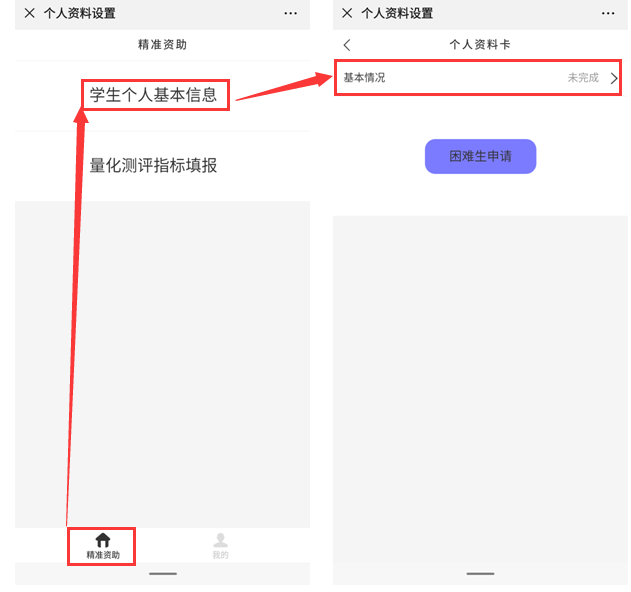 个人资料设置
精准资助
学生个人基本信息
量化测评指标填报
精准资助
我的
个人资料设置
个人资料卡
基本情况
未完成
困难生申请